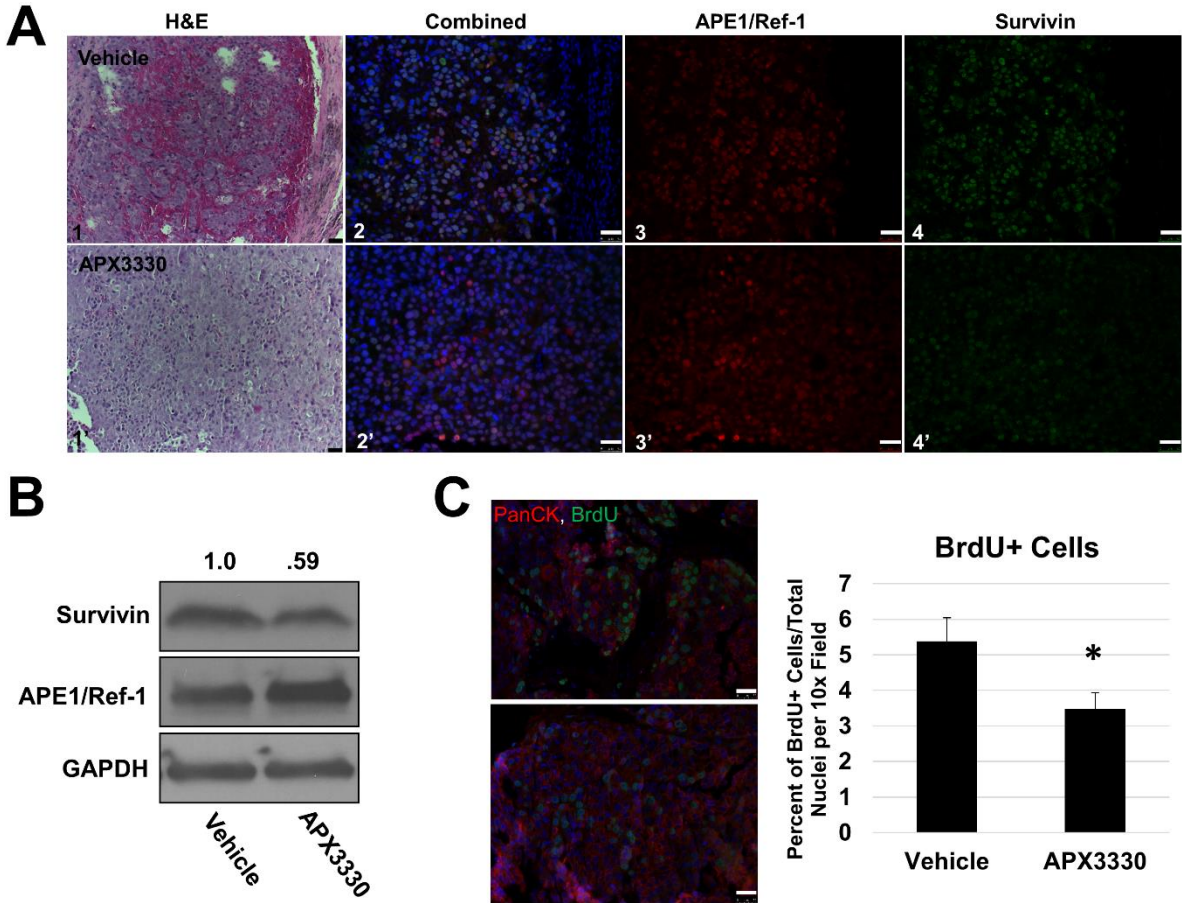 A
H&E
Combined
APE1/Ref-1
Survivin
Vehicle
1
2
3
4
APX3330
1'
2'
3'
4'
B
1.0 .59
Survivin
APE1/Ref-1
GAPDH
Vehicle
APX3330
C
PanCK, BrdU
BrdU+ Cells
Percent of BrdU+ Cells/Total
Nuclei per 10x Field
7
6
5
4
3
2
1
0
*
Vehicle
APX3330